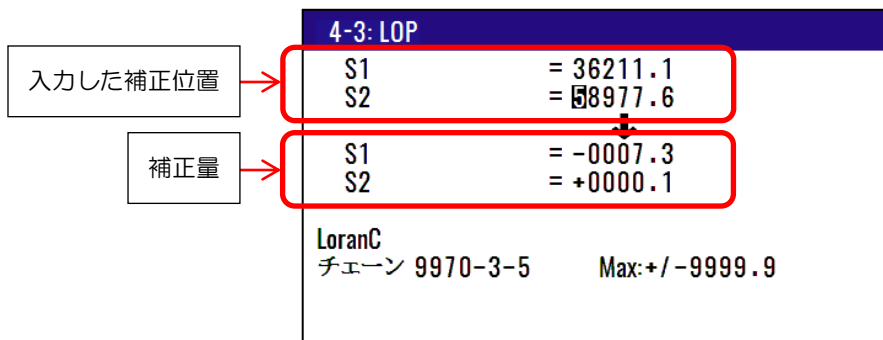 4-3: LOP
入力した補正位置
S1 = 36211.1
S2 = 58977.6
補正量
S1 = -0007.3
S2 = +0000.1
LoranC
チェーン 9970-3-5 Max:+/-9999.9